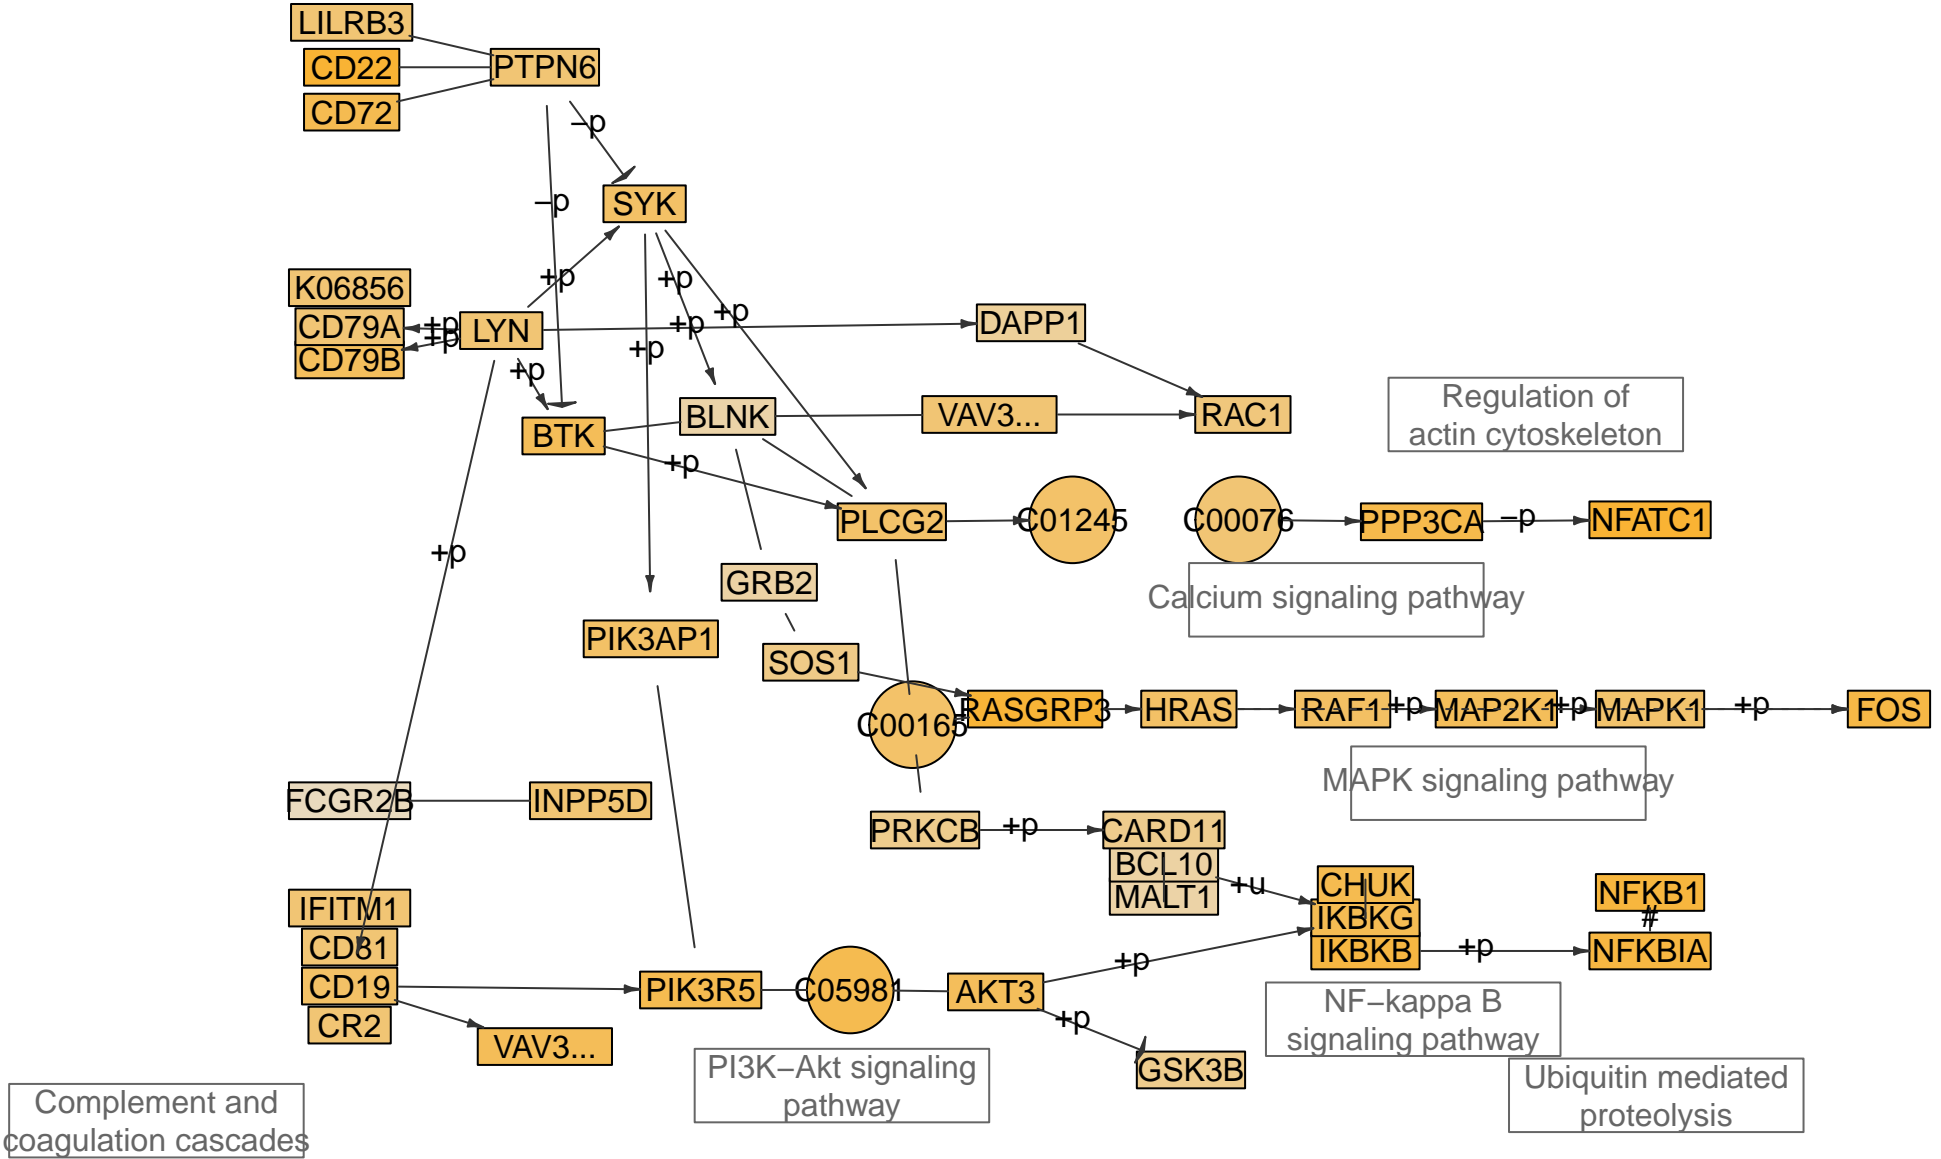 LILRB3
CD22
PTPN6
CD72
−p
−p
SYK
+p
+p
+p
K06856
CD79A
+p
LYN
+p
DAPP1
CD79B
+p
+p
+p
BTK
BLNK
VAV3...
RAC1
Regulation of
actin cytoskeleton
+p
PLCG2
C01245
C00076
PPP3CA
−p
NFATC1
+p
GRB2
Calcium signaling pathway
PIK3AP1
SOS1
C00165
RASGRP3
HRAS
RAF1
+p
MAP2K1
+p
MAPK1
+p
FOS
MAPK signaling pathway
FCGR2B
INPP5D
PRKCB
+p
CARD11
BCL10
+u
MALT1
CHUK
IKBKG
IKBKB
+p
NFKB1
#
NFKBIA
IFITM1
CD81
CD19
CR2
VAV3...
PIK3R5
C05981
AKT3
+p
+p
GSK3B
NF−kappa B
signaling pathway
PI3K−Akt signaling
pathway
Ubiquitin mediated
proteolysis
Complement and
coagulation cascades